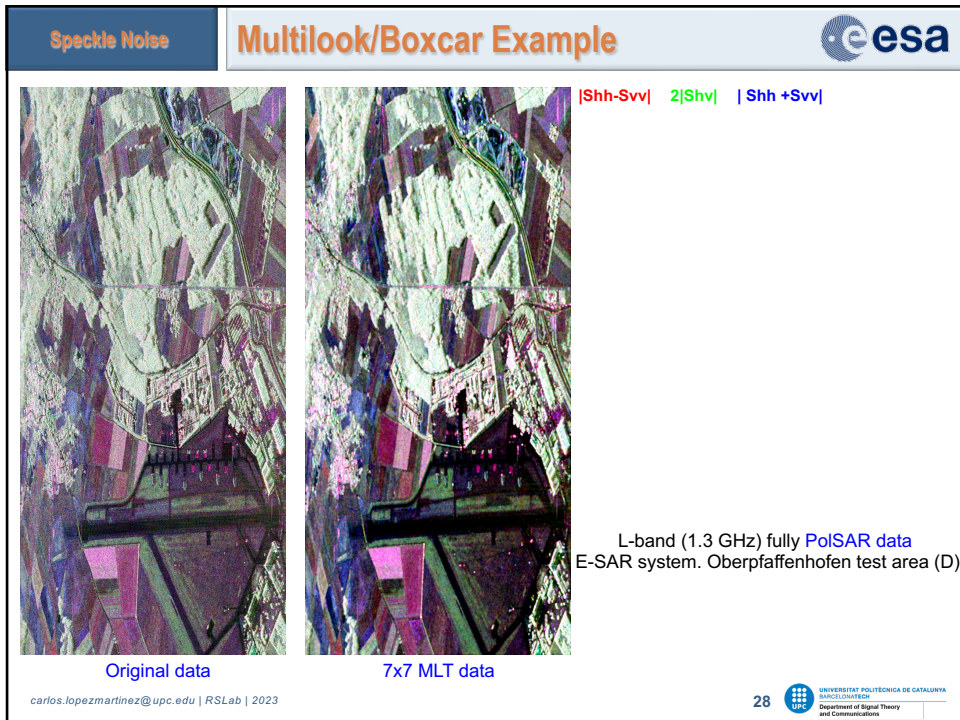 Speckle Noise
Multilook/Boxcar Example
esa
|Shh-Svv| 2|Shv| | Shh +Svv|
L-band (1.3 GHz) fully PolSAR data
E-SAR system. Oberpfaffenhofen test area (D)
Original data
7x7 MLT data
carlos.lopezmartinez@upc.edu | RSLab | 2023
28
UPC
UNIVERSITAT POLITÈCNICA DE CATALUNYA
BARCELONATECH
Department of Signal Theory
and Communications